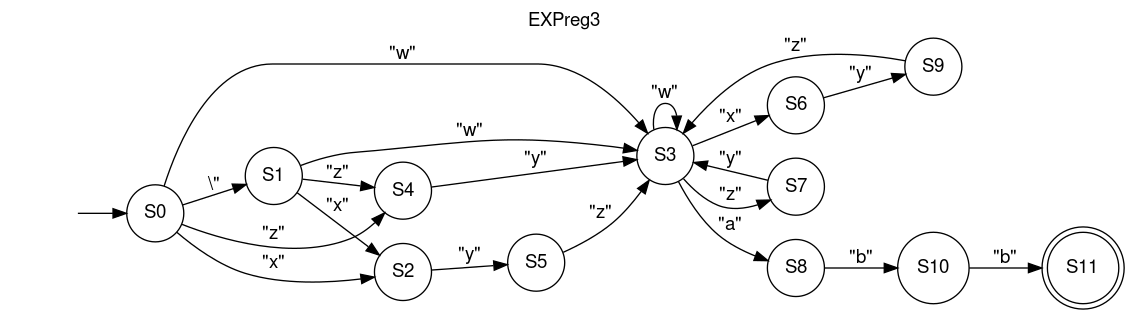 EXPreg3
"w"
"z"
S9
"y"
S6
"w"
"x"
"w"
"y"
S3
"y"
"z"
S1
"z"
S4
S7
\"
"x"
"z"
"a"
S0
"z"
"x"
"y"
S2
S5
S8
"b"
S10
"b"
S11